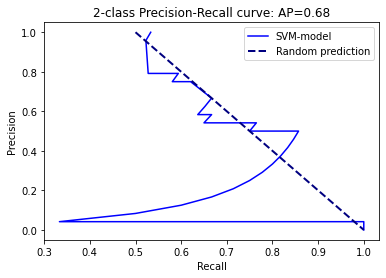 2-class Precision-Recall curve: AP=0.68
SVM-model
Random prediction
Precision
1.0
0.8
0.6
0.4
0.2
0.0
0.3 0.4 0.5 0.6 0.7 0.8 0.9 1.0
Recall